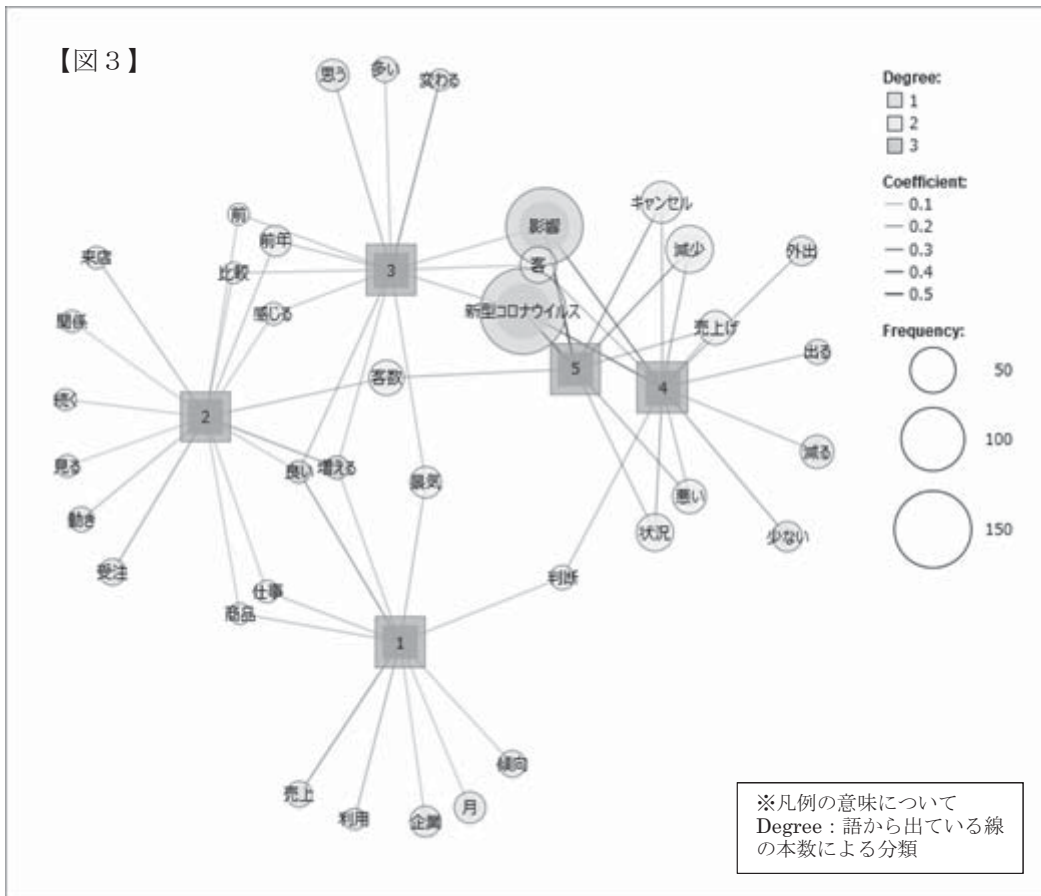 【図３】
思う
多い
変わる
影響
キャンセル
減少
外出
前
前年
比較
感じる
3
客
新型コロナウイルス
売上げ
出る
来店
関係
続く
見る
動き
受注
2
客数
5
4
減る
良い
増える
景気
悪い
状況
少ない
判断
仕事
商品
1
売上
利用
企業
月
傾向
Degree:
1
2
3
Coefficient:
0.1
0.2
0.3
0.4
0.5
Frequency:
50
100
150
※凡例の意味について
Degree：語から出ている線
の本数による分類